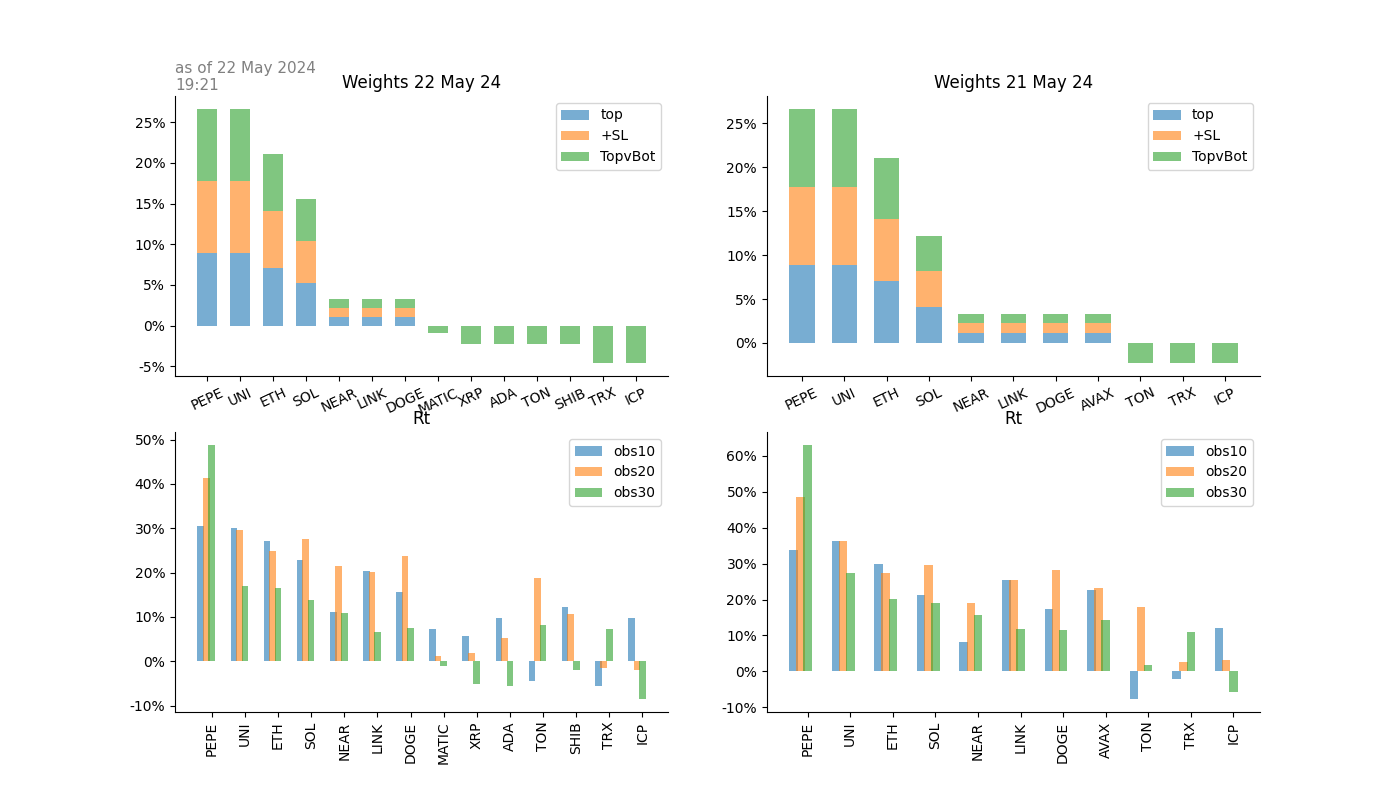 as of 22 May 2024
19:21
Weights 22 May 24
25%
20%
15%
10%
5%
0%
-5%
top
+SL
TopvBot
PEPE UNI ETH SOL NEAR LINK DOGE MATIC XRP ADA TON SHIB TRX ICP
Weights 21 May 24
25%
20%
15%
10%
5%
0%
top
+SL
TopvBot
PEPE UNI ETH SOL NEAR LINK DOGE AVAX TON TRX ICP
Rt
50%
40%
30%
20%
10%
0%
-10%
obs10
obs20
obs30
PEPE UNI ETH SOL NEAR LINK DOGE MATIC XRP ADA TON SHIB TRX ICP
Rt
60%
50%
40%
30%
20%
10%
0%
-10%
obs10
obs20
obs30
PEPE UNI ETH SOL NEAR LINK DOGE AVAX TON TRX ICP